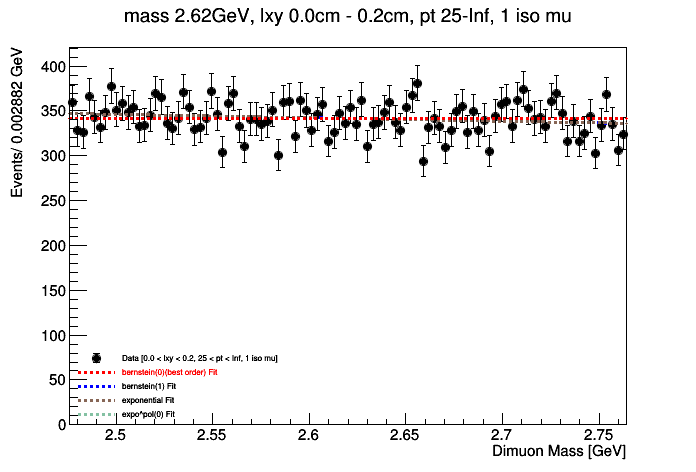 mass 2.62GeV, lxy 0.0cm - 0.2cm, pt 25-Inf, 1 iso mu
Events/ 0.002882 GeV
400
350
300
250
200
150
100
50
0
Data [0.0 < lxy < 0.2, 25 < pt < Inf, 1 iso mu]
bernstein(0)(best order) Fit
bernstein(1) Fit
exponential Fit
expo*pol(0) Fit
2.5 2.55 2.6 2.65 2.7 2.75
Dimuon Mass [GeV]